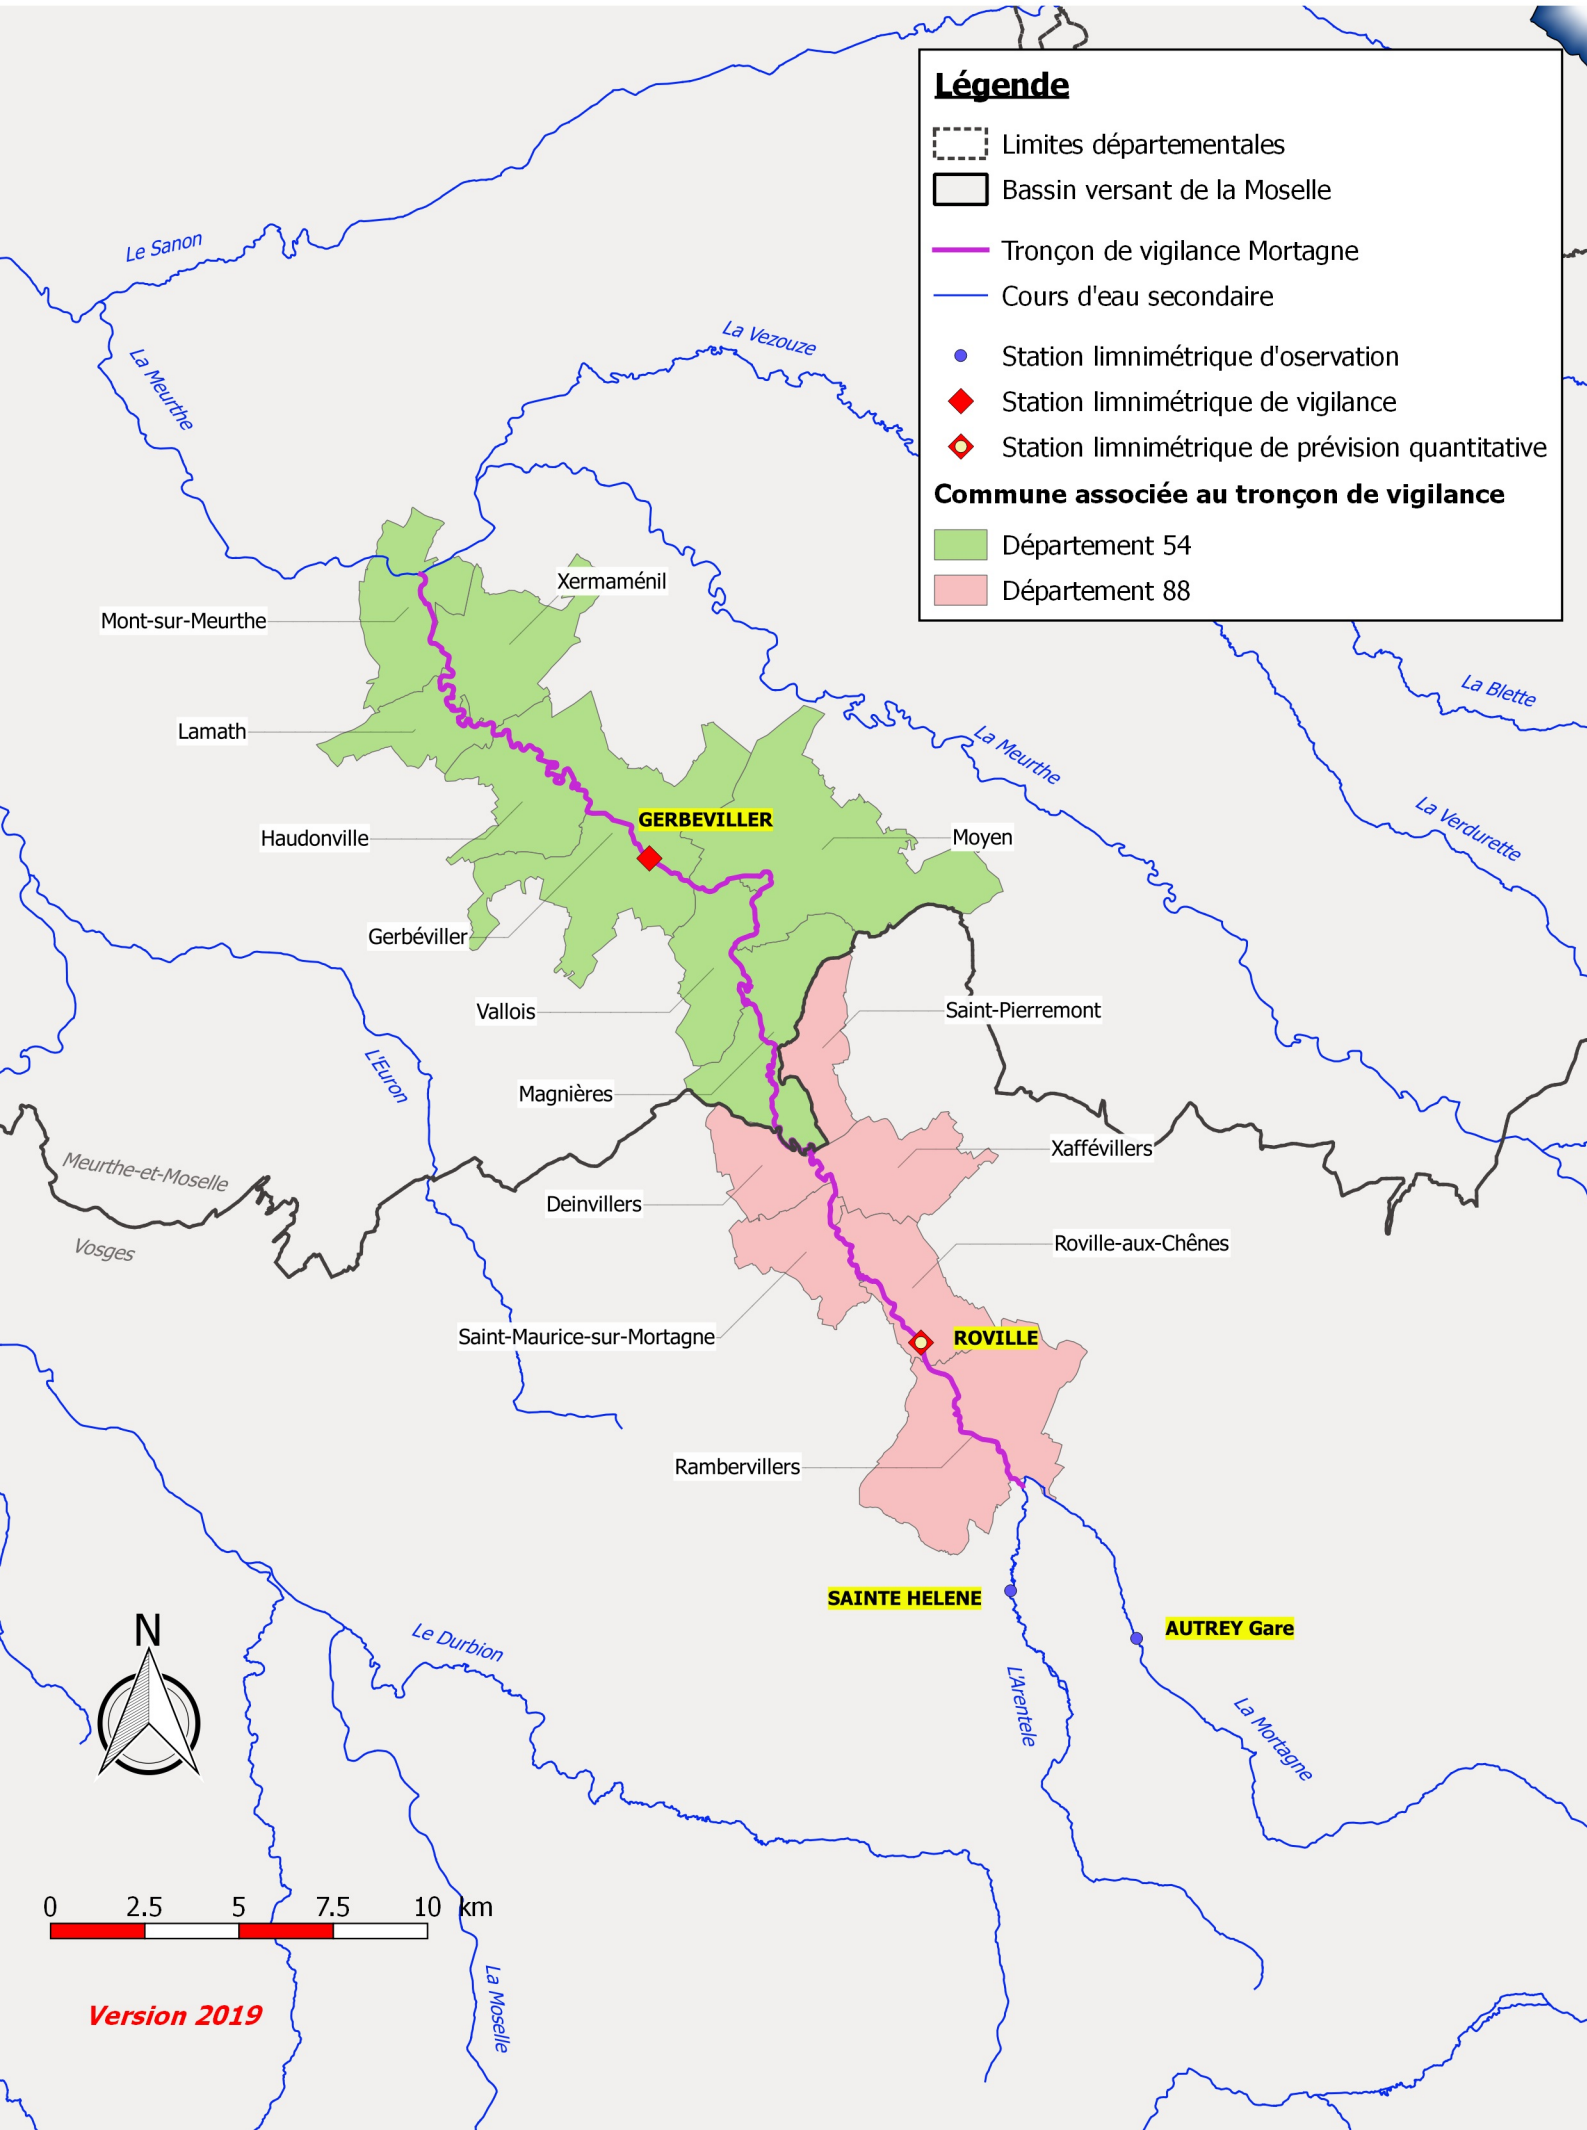 Légende
Limites départementales
Bassin versant de la Moselle
Tronçon de vigilance Mortagne
Cours d'eau secondaire
Station limnimétrique d'oservation
Station limnimétrique de vigilance
Station limnimétrique de prévision quantitative
Commune associée au tronçon de vigilance
Département 54
Département 88
Le Sanon
La Meurthe
La Vezouze
Xermaménil
Mont-sur-Meurthe
La Blette
Lamath
La Meurthe
GERBEVILLER
La Verdurette
Haudonville
Moyen
Gerbéviller
Vallois
Saint-Pierremont
L'Euron
Magnières
Xaffévillers
Meurthe-et-Moselle
Deinvillers
Vosges
Roville-aux-Chênes
Saint-Maurice-sur-Mortagne
ROVILLE
Rambervillers
SAINTE HELENE
AUTREY Gare
N
Le Durbion
L'Arentele
La Mortagne
0 2.5 5 7.5 10 km
La Moselle
Version 2019